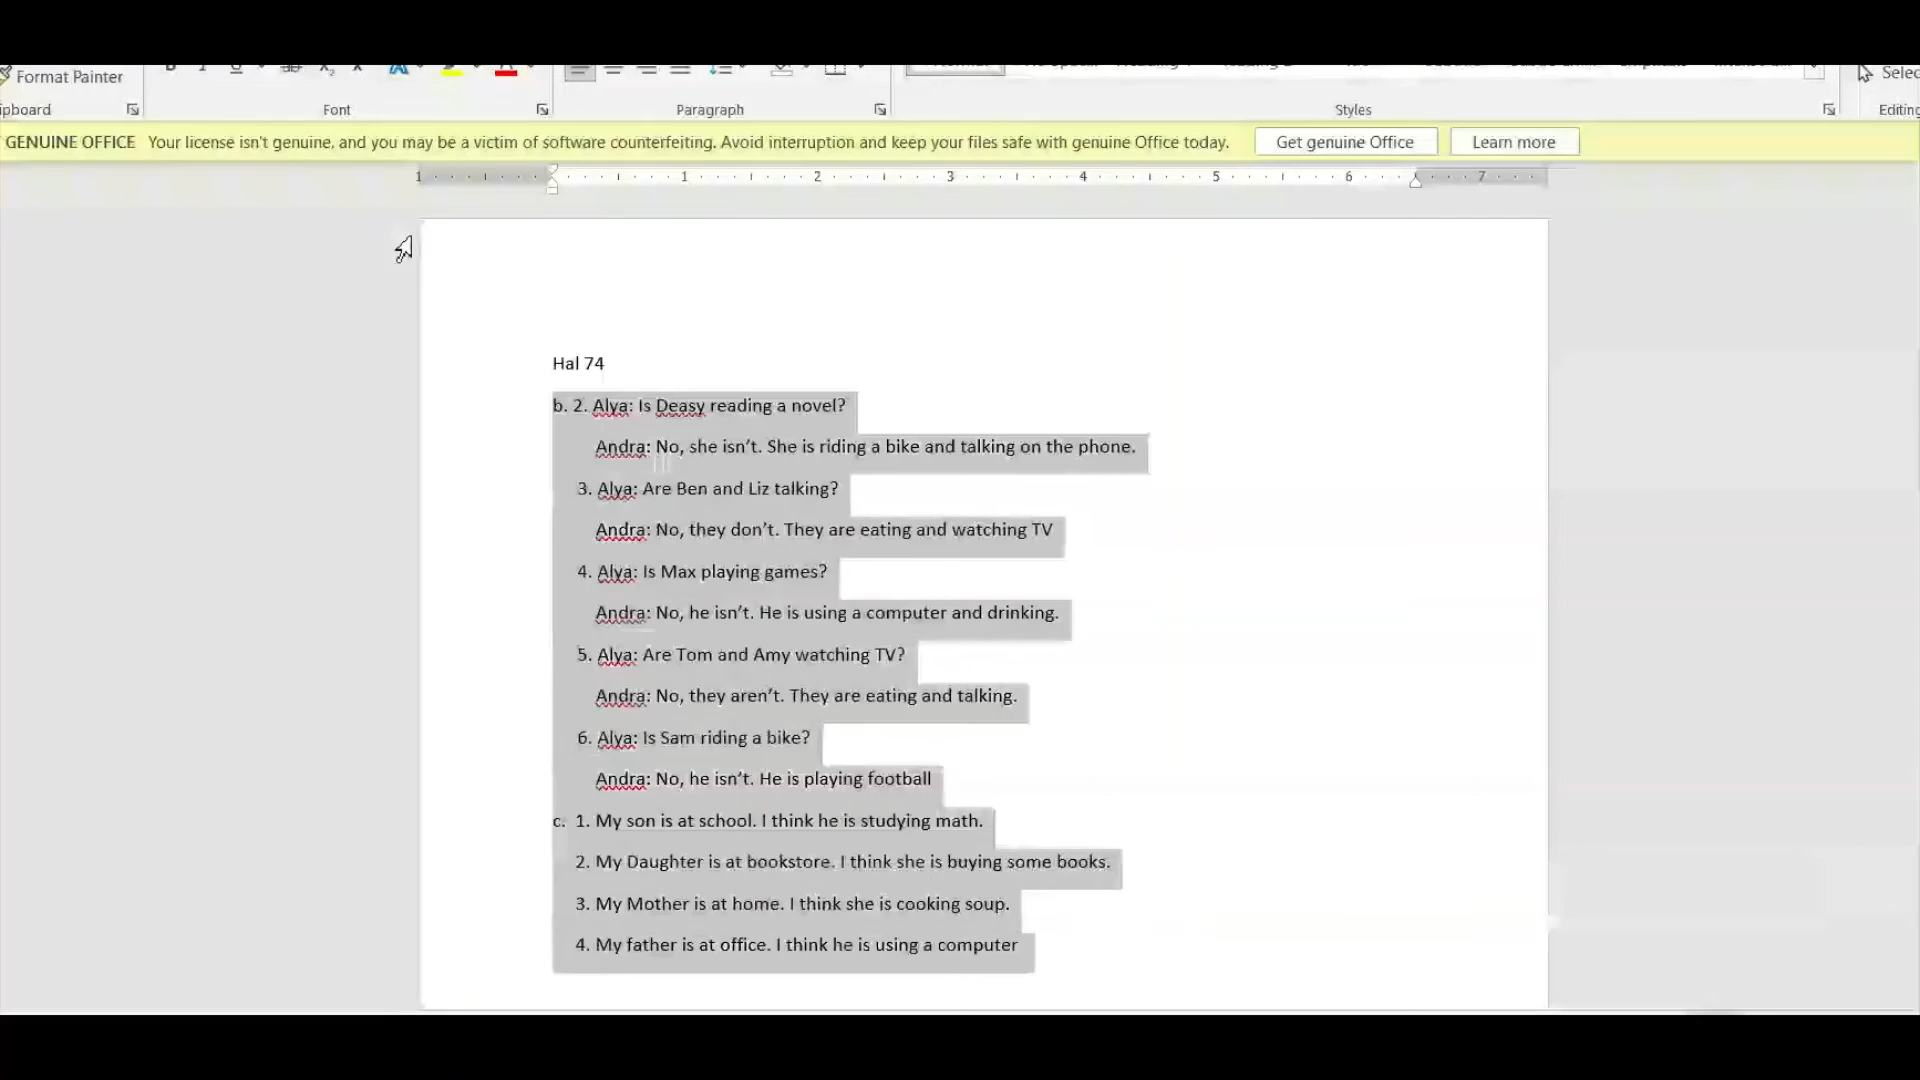 Format Painter
ipboard
Font
Paragraph
Styles
Selec
Editing
GENUINE OFFICE Your license isn't genuine, and you may be a victim of software counterfeiting. Avoid interruption and keep your files safe with genuine Office today. Get genuine Office Learn more
1 1 2 3 4 5 6 7
Hal 74
b. 2. Alya: Is Deasy reading a novel?
Andra: No, she isn't. She is riding a bike and talking on the phone.
3. Alya: Are Ben and Liz talking?
Andra: No, they don't. They are eating and watching TV
4. Alya: Is Max playing games?
Andra: No, he isn't. He is using a computer and drinking.
5. Alya: Are Tom and Amy watching TV?
Andra: No, they aren't. They are eating and talking.
6. Alya: Is Sam riding a bike?
Andra: No, he isn't. He is playing football
c. 1. My son is at school. I think he is studying math.
2. My Daughter is at bookstore. I think she is buying some books.
3. My Mother is at home. I think she is cooking soup.
4. My father is at office. I think he is using a computer